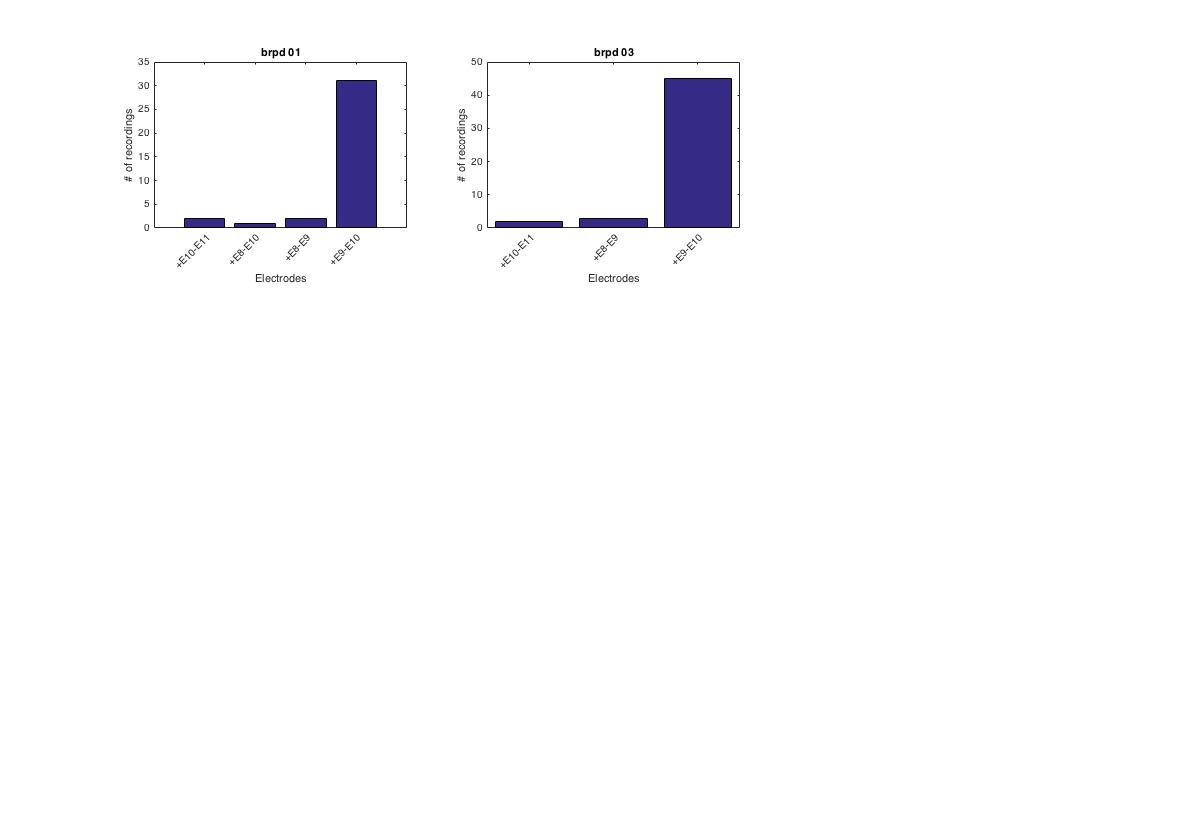 brpd 01
35
30
25
20
15
10
5
0
# of recordings
+E10-E11
+E8-E10
+E8-E9
+E9-E10
Electrodes
brpd 03
50
40
30
20
10
0
# of recordings
+E10-E11
+E8-E9
+E9-E10
Electrodes